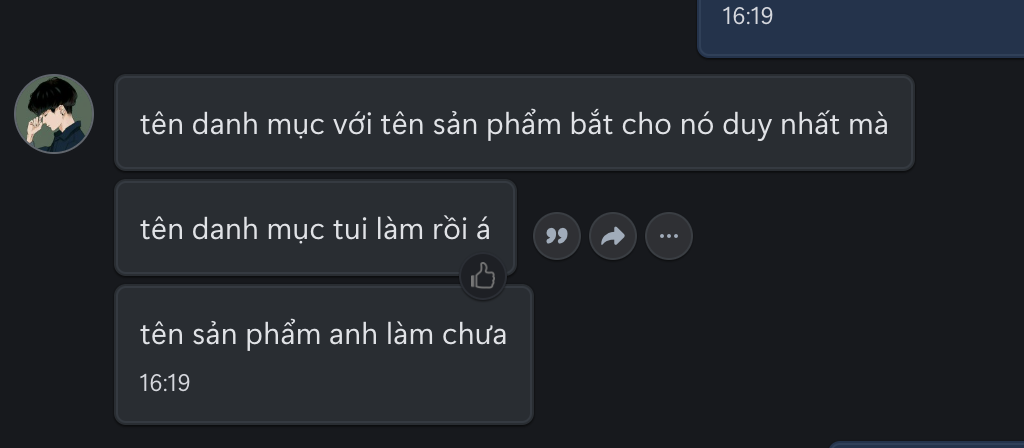 16:19
tên danh mục với tên sản phẩm bắt cho nó duy nhất mà
tên danh mục tui làm rồi á
tên sản phẩm anh làm chưa
16:19